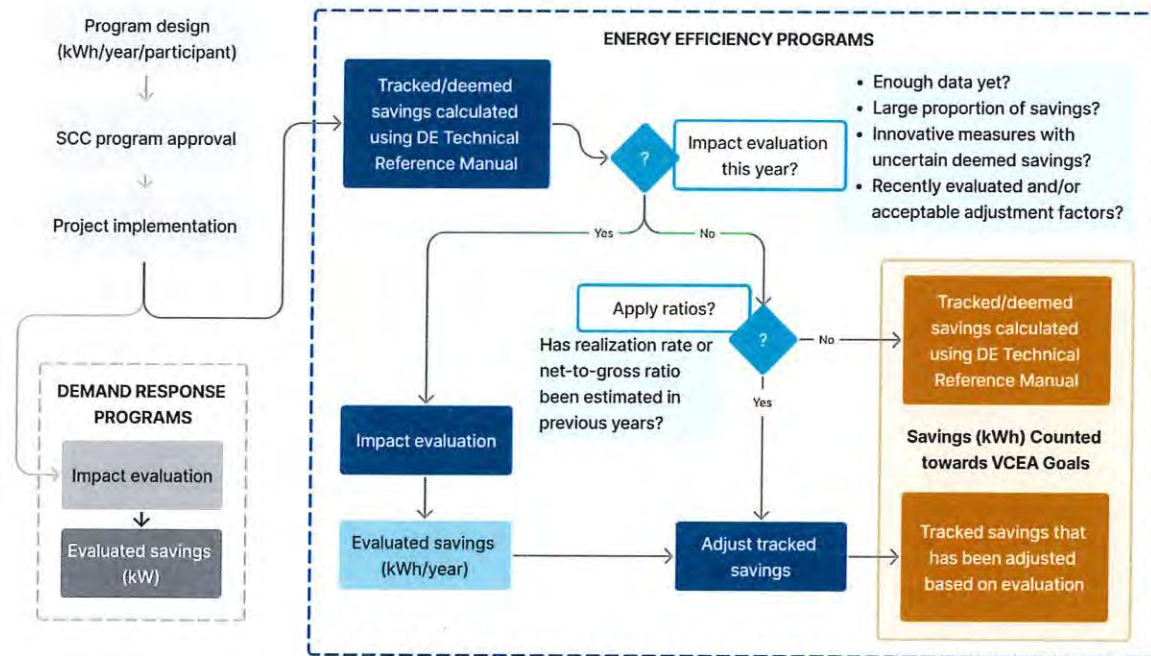 Program design
(kWh/year/participant)
SCC program approval
Project implementation
DEMAND RESPONSE
PROGRAMS
Impact evaluation
Evaluated savings
(kW)
ENERGY EFFICIENCY PROGRAMS
Tracked/deemed
savings calculated
using DE Technical
Reference Manual
?
Impact evaluation
this year?
• Enough data yet?
• Large proportion of savings?
• Innovative measures with
uncertain deemed savings?
• Recently evaluated and/or
acceptable adjustment factors?
Yes
No
Apply ratios?
?
Has realization rate or
net-to-gross ratio
been estimated in
previous years?
No
Yes
Impact evaluation
Evaluated savings
(kWh/year)
Adjust tracked
savings
Tracked/deemed
savings calculated
using DE Technical
Reference Manual
Savings (kWh) Counted
towards VCEA Goals
Tracked savings that
has been adjusted
based on evaluation